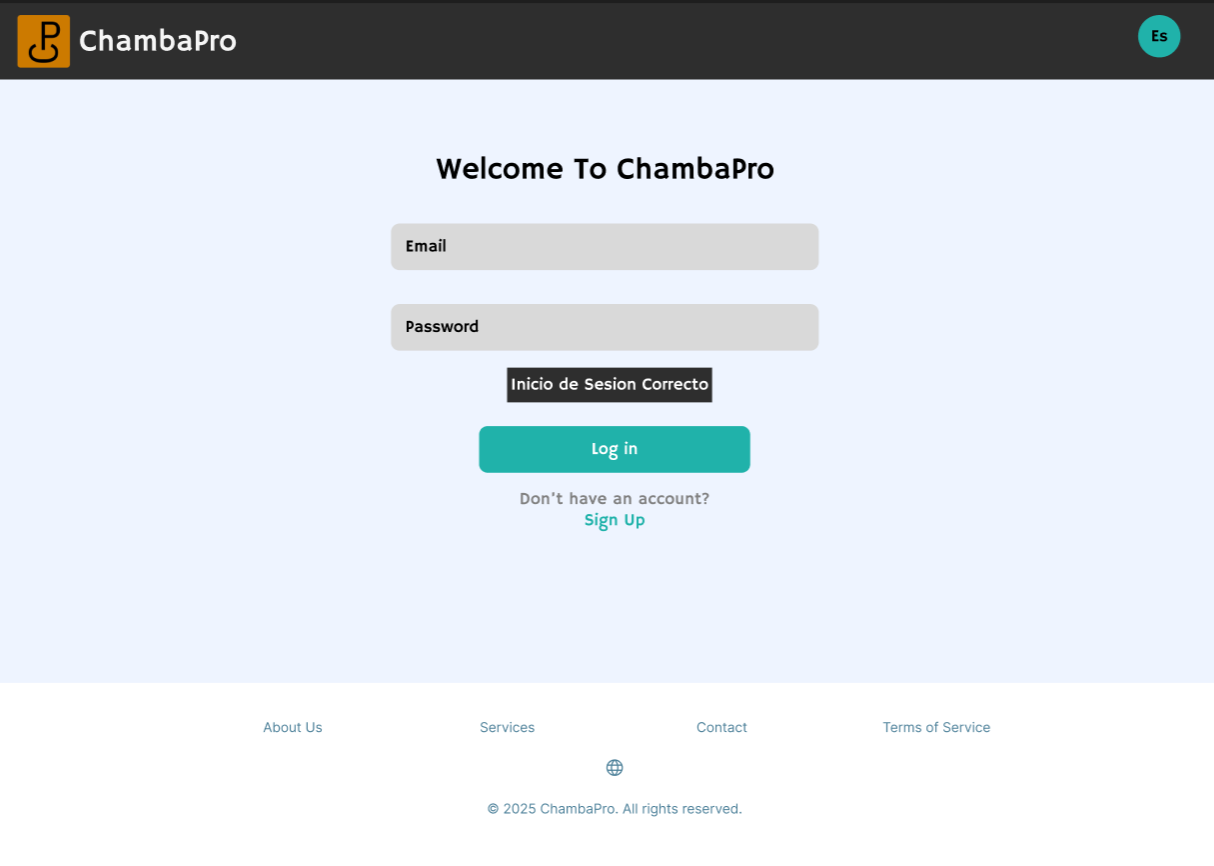 ChambaPro
Es
Welcome To ChambaPro
Email
Password
Inicio de Sesion Correcto
Log in
Don't have an account?
Sign Up
About Us
Services
Contact
Terms of Service
© 2025 ChambaPro. All rights reserved.